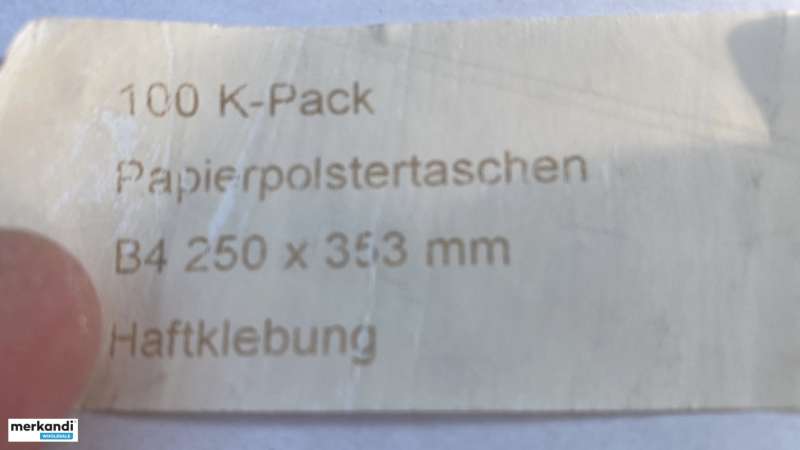 100 K-Pack
Papierpolstertaschen
B4 250 x 353 mm
Haftklebung
merkandi
WHOLESALE